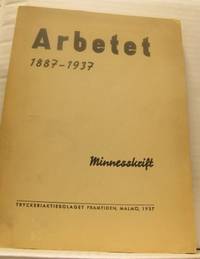 Arbetet
1887-1937
Minnesskrift
TRYCKERIAKTIEBOLAGET FRAMTIDEN, MALMÖ, 1937